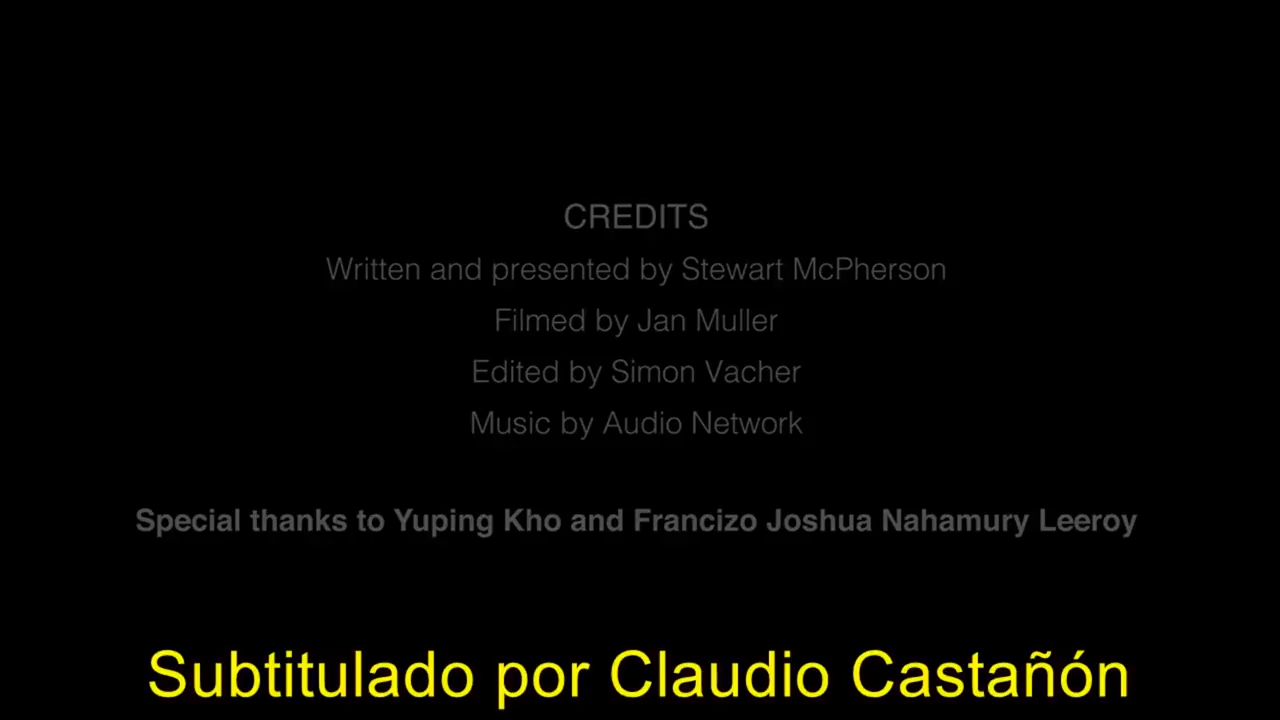 CREDITS
Written and presented by Stewart McPherson
Filmed by Jan Muller
Edited by Simon Vacher
Music by Audio Network
Special thanks to Yuping Kho and Francizo Joshua Nahamury Leeroy
Subtitulado por Claudio Castañón